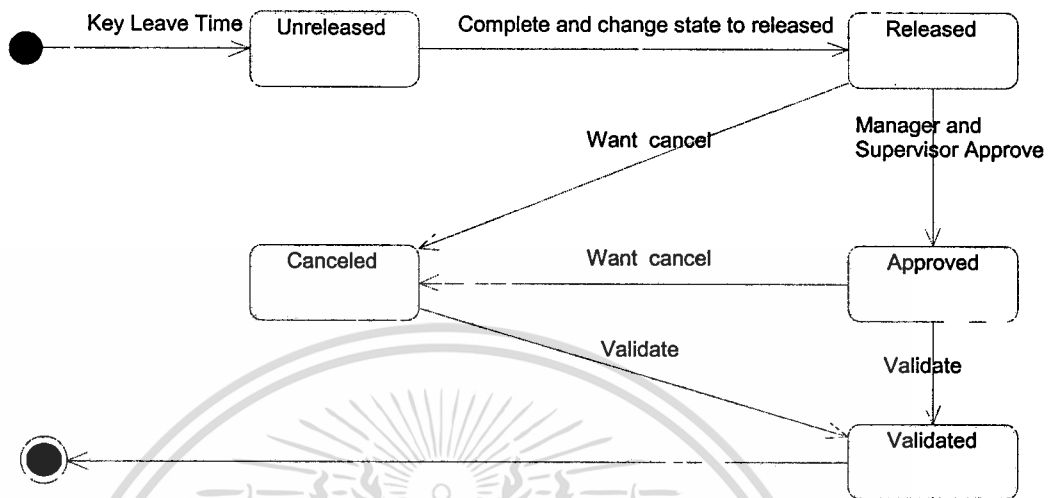 Key Leave Time
Unreleased
Complete and change state to released
Released
Want cancel
Manager and
Supervisor Approve
Canceled
Want cancel
Approved
Validate
Validate
Validated